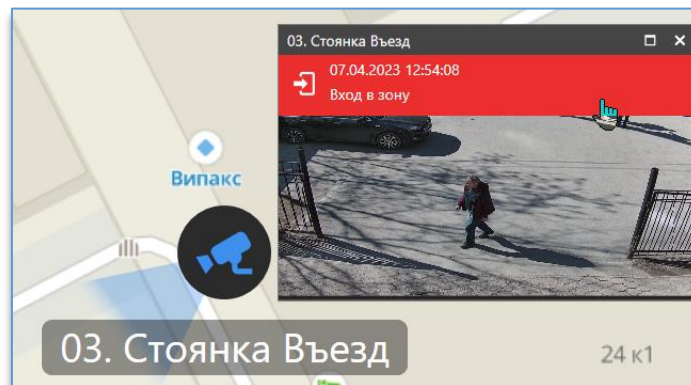 03. Стоянка Въезд
07.04.2023 12:54:08
Вход в зону
Випакс
03. Стоянка Въезд
24 к1